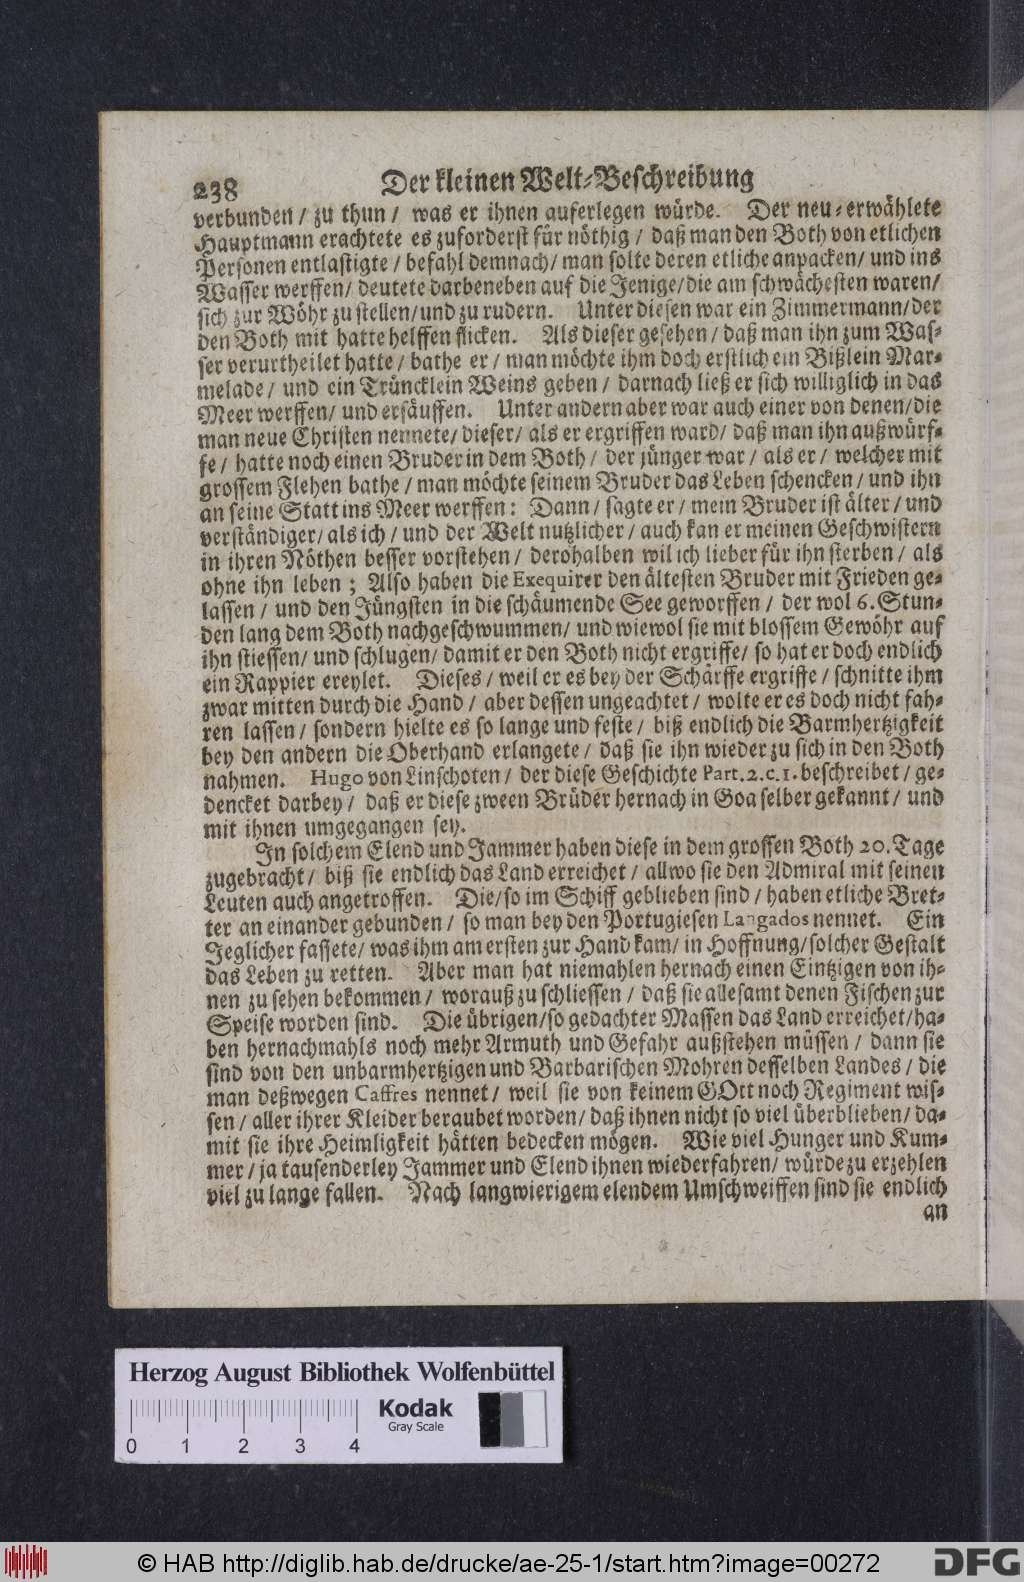 238 Der kleinen Welt-Beschreibung
verbunden / zu thun / was er ihnen auferlegen würde. Der neu-erwählete
Hauptmann erachtete es zuforderst für nöthig / daß man den Both von etlichen
Personen entlastigte / befahl demnach / man solte deren etliche anpacken / und ins
Wasser werffen / deutete darbeneben auf die Jenige / die am schwächesten waren /
sich zur Wöhr zu stellen / und zu rudern. Unter diesen war ein Zimmermann / der
den Both mit hatte helffen flicken. Als dieser gesehen / daß man ihn zum Was-
ser verurtheilet hatte / bathe er / man möchte ihm doch erstlich ein Bißlein Mar-
melade / und ein Trüncklein Weins geben / darnach ließ er sich williglich in das
Meer werffen / und ersäuffen. Unter andern aber war auch einer von denen / die
man neue Christen nennete / dieser / als er ergriffen ward / daß man ihn außwürf-
fe / hatte noch einen Bruder in dem Both / der jünger war / als er / welcher mit
grossem Flehen bathe / man möchte seinem Bruder das Leben schencken / und ihn
an seine Statt ins Meer werffen: Dann / sagte er / mein Bruder ist älter / und
verständiger / als ich / und der Welt nutzlicher / auch kan er meinen Geschwistern
in ihren Nöthen besser vorstehen / derohalben wil ich lieber für ihn sterben / als
ohne ihn leben; Also haben die Exequirer den ältesten Bruder mit Frieden ge-
lassen / und den Jüngsten in die schäumende See geworffen / der wol 6. Stun-
den lang dem Both nachgeschwummen / und wiewol sie mit blossem Gewöhr auf
ihn stiessen / und schlugen / damit er den Both nicht ergriffe / so hat er doch endlich
ein Rappier ereylet. Dieses / weil er es bey der Schärffe ergriffe / schnitte ihm
zwar mitten durch die Hand / aber dessen ungeachtet / wolte er es doch nicht fah-
ren lassen / sondern hielte es so lange und feste / biß endlich die Barmhertzigkeit
bey den andern die Oberhand erlangete / daß sie ihn wieder zu sich in den Both
nahmen. Hugo von Linschoten / der diese Geschichte Part. 2. c. 1. beschreibet / ge-
dencket darbey / daß er diese zween Brüder hernach in Goa selber gekannt / und
mit ihnen umgegangen sey.
In solchem Elend und Jammer haben diese in dem grossen Both 20. Tage
zugebracht / biß sie endlich das Land erreichet / allwo sie den Admiral mit seinen
Leuten auch angetroffen. Die / so im Schiff geblieben sind / haben etliche Bret-
ter an einander gebunden / so man bey den Portugiesen Langados nennet. Ein
Jeglicher fassete / was ihm am ersten zur Hand kam / in Hoffnung / solcher Gestalt
das Leben zu retten. Aber man hat niemahlen hernach einen Eintzigen von ih-
nen zu sehen bekommen / worauß zu schliessen / daß sie allesamt denen Fischen zur
Speise worden sind. Die übrigen / so gedachter Massen das Land erreichet / ha-
ben hernachmahls noch mehr Armuth und Gefahr außstehen müssen / dann sie
sind von den unbarmhertzigen und Barbarischen Mohren desselben Landes / die
man deßwegen Caffres nennet / weil sie von keinem GOtt noch Regiment wis-
sen / aller ihrer Kleider beraubet worden / daß ihnen nicht so viel überblieben / da-
mit sie ihre Heimligkeit hätten bedecken mögen. Wie viel Hunger und Kum-
mer / ja tausenderley Jammer und Elend ihnen wiederfahren / würde zu erzehlen
viel zu lange fallen. Nach langwierigem elendem Umschweiffen sind sie endlich
an
Herzog August Bibliothek Wolfenbüttel
Kodak
Gray Scale
0 1 2 3 4
© HAB http://diglib.hab.de/drucke/ae-25-1/start.htm?image=00272
DFG